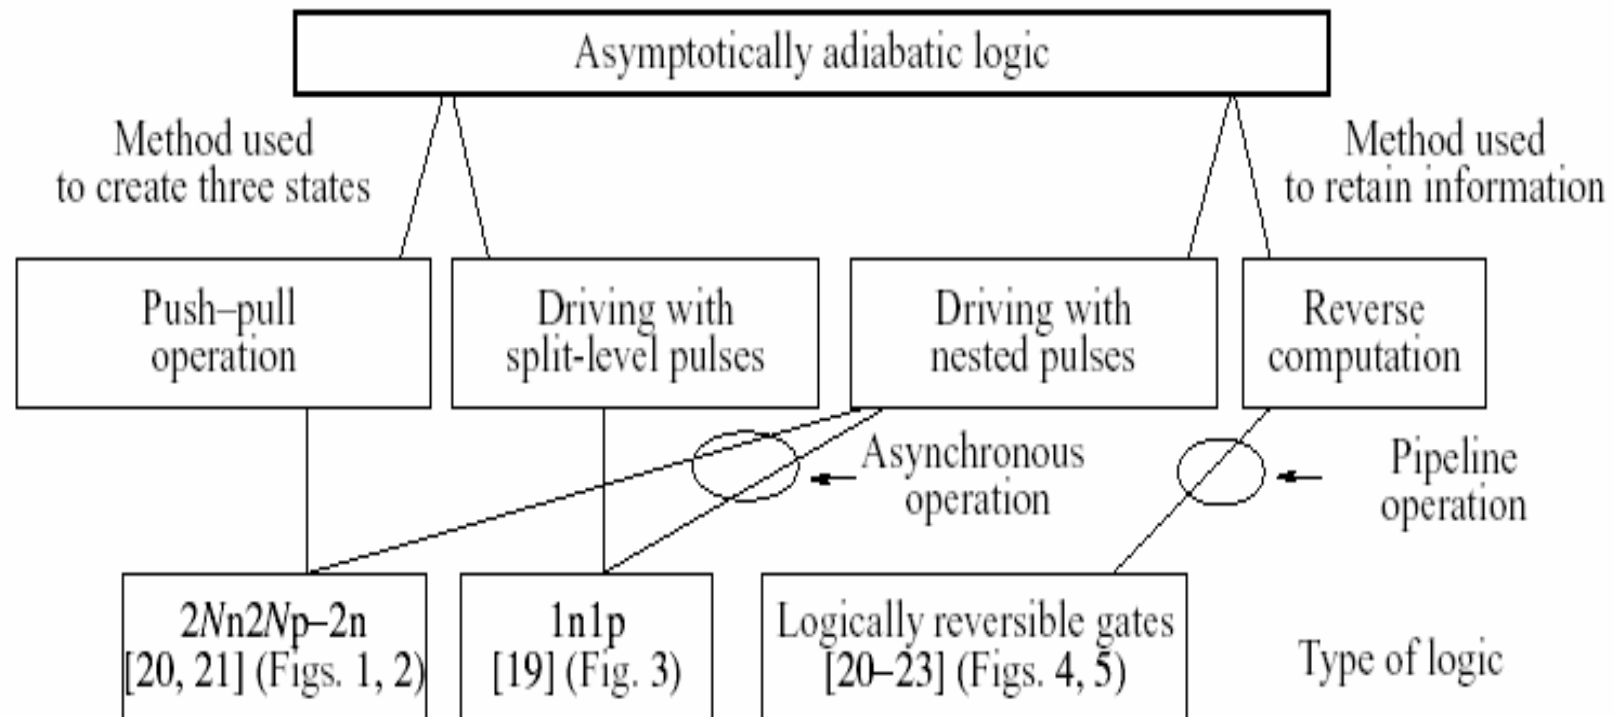 Asymptotically adiabatic logic
Method used
to create three states
Method used
to retain information
Push–pull
operation
Driving with
split-level pulses
Driving with
nested pulses
Reverse
computation
Asynchronous
operation
Pipeline
operation
2Nn2Np–2n
[20, 21] (Figs. 1, 2)
1n1p
[19] (Fig. 3)
Logically reversible gates
[20–23] (Figs. 4, 5)
Type of logic